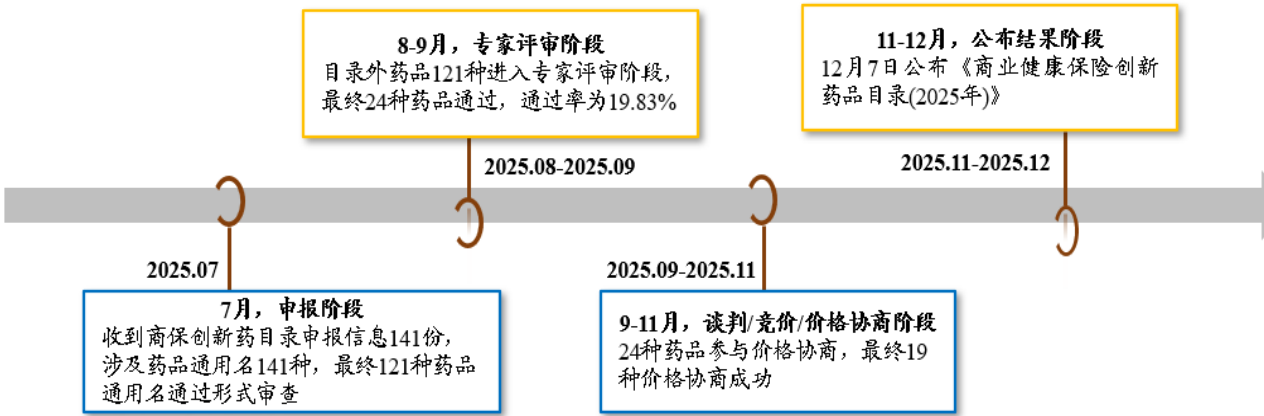 8-9月，专家评审阶段
目录外药品121种进入专家评审阶段，
最终24种药品通过，通过率为19.83%
11-12月，公布结果阶段
12月7日公布《商业健康保险创新
药品目录(2025年)》
2025.08-2025.09
2025.11-2025.12
2025.07
2025.09-2025.11
7月，申报阶段
收到商保创新药目录申报信息141份，
涉及药品通用名141种，最终121种药品
通用名通过形式审查
9-11月，谈判/竞价/价格协商阶段
24种药品参与价格协商，最终19
种价格协商成功